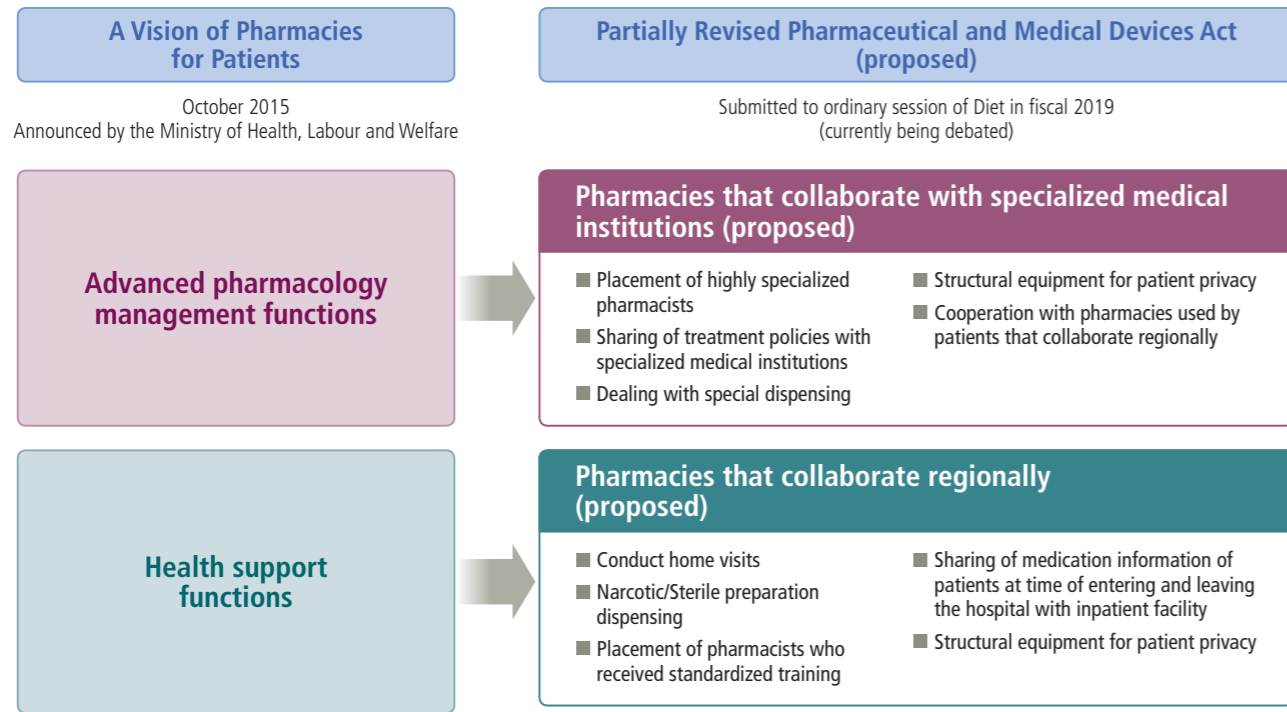 A Vision of Pharmacies
for Patients
October 2015
Announced by the Ministry of Health, Labour and Welfare
Partially Revised Pharmaceutical and Medical Devices Act
(proposed)
Submitted to ordinary session of Diet in fiscal 2019
(currently being debated)
Advanced pharmacology
management functions
Pharmacies that collaborate with specialized medical
institutions (proposed)
Placement of highly specialized
pharmacists
Sharing of treatment policies with
specialized medical institutions
Dealing with special dispensing
Structural equipment for patient privacy
Cooperation with pharmacies used by
patients that collaborate regionally
Health support
functions
Pharmacies that collaborate regionally
(proposed)
Conduct home visits
Narcotic/Sterile preparation
dispensing
Placement of pharmacists who
received standardized training
Sharing of medication information of
patients at time of entering and leaving
the hospital with inpatient facility
Structural equipment for patient privacy